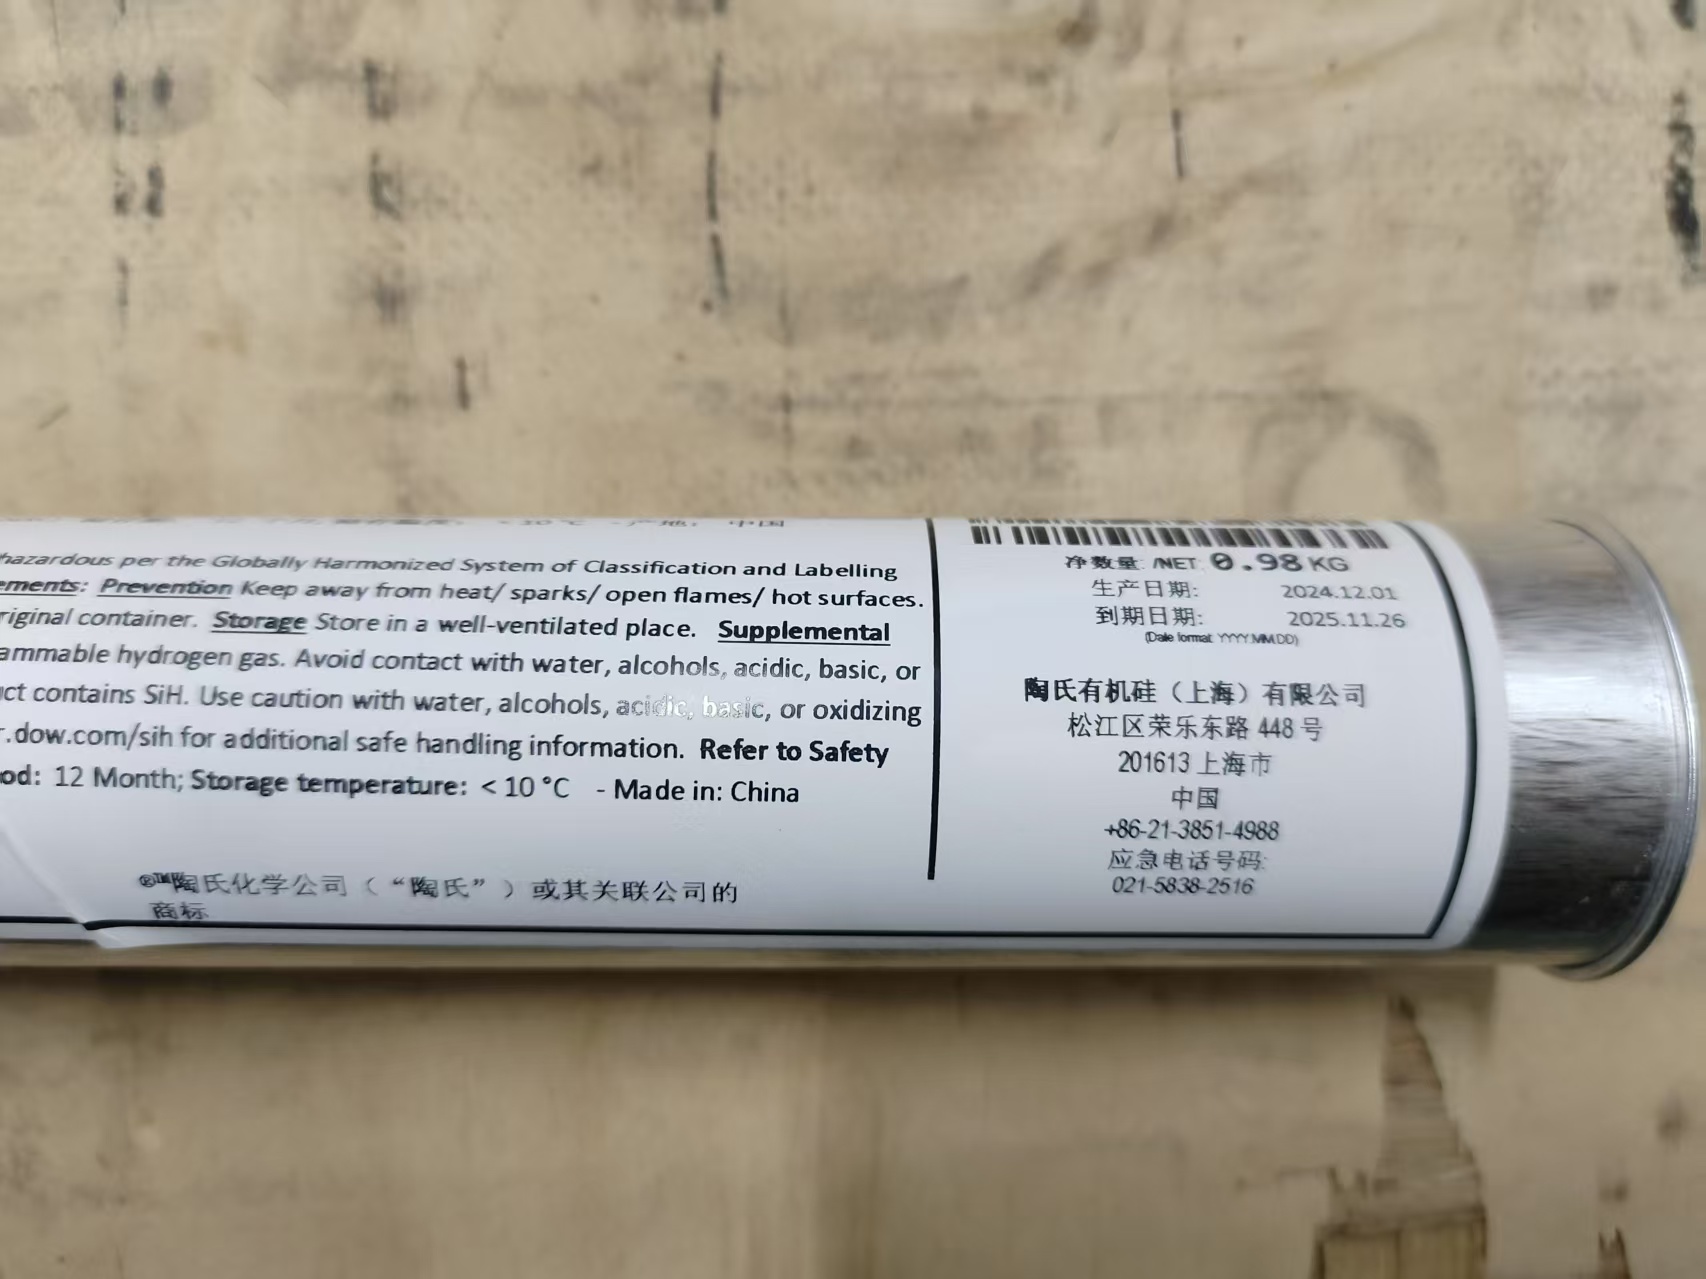 中国
hazardous per the Globally Harmonized System of Classification and Labelling
ements: Prevention Keep away from heat/ sparks/ open flames/ hot surfaces.
riginal container. Storage Store in a well-ventilated place. Supplemental
ammable hydrogen gas. Avoid contact with water, alcohols, acidic, basic, or
ct contains SiH. Use caution with water, alcohols, acidic, basic, or oxidizing
.dow.com/sih for additional safe handling information. Refer to Safety
od: 12 Month; Storage temperature: < 10 °C - Made in: China
®™陶氏化学公司（“陶氏”）或其关联公司的
商标
净数量 /NET 0.98 KG
生产日期: 2024.12.01
到期日期: 2025.11.26
(Date format YYYY.MM.DD)
陶氏有机硅（上海）有限公司
松江区荣乐东路 448 号
201613 上海市
中国
+86-21-3851-4988
应急电话号码:
021-5838-2516